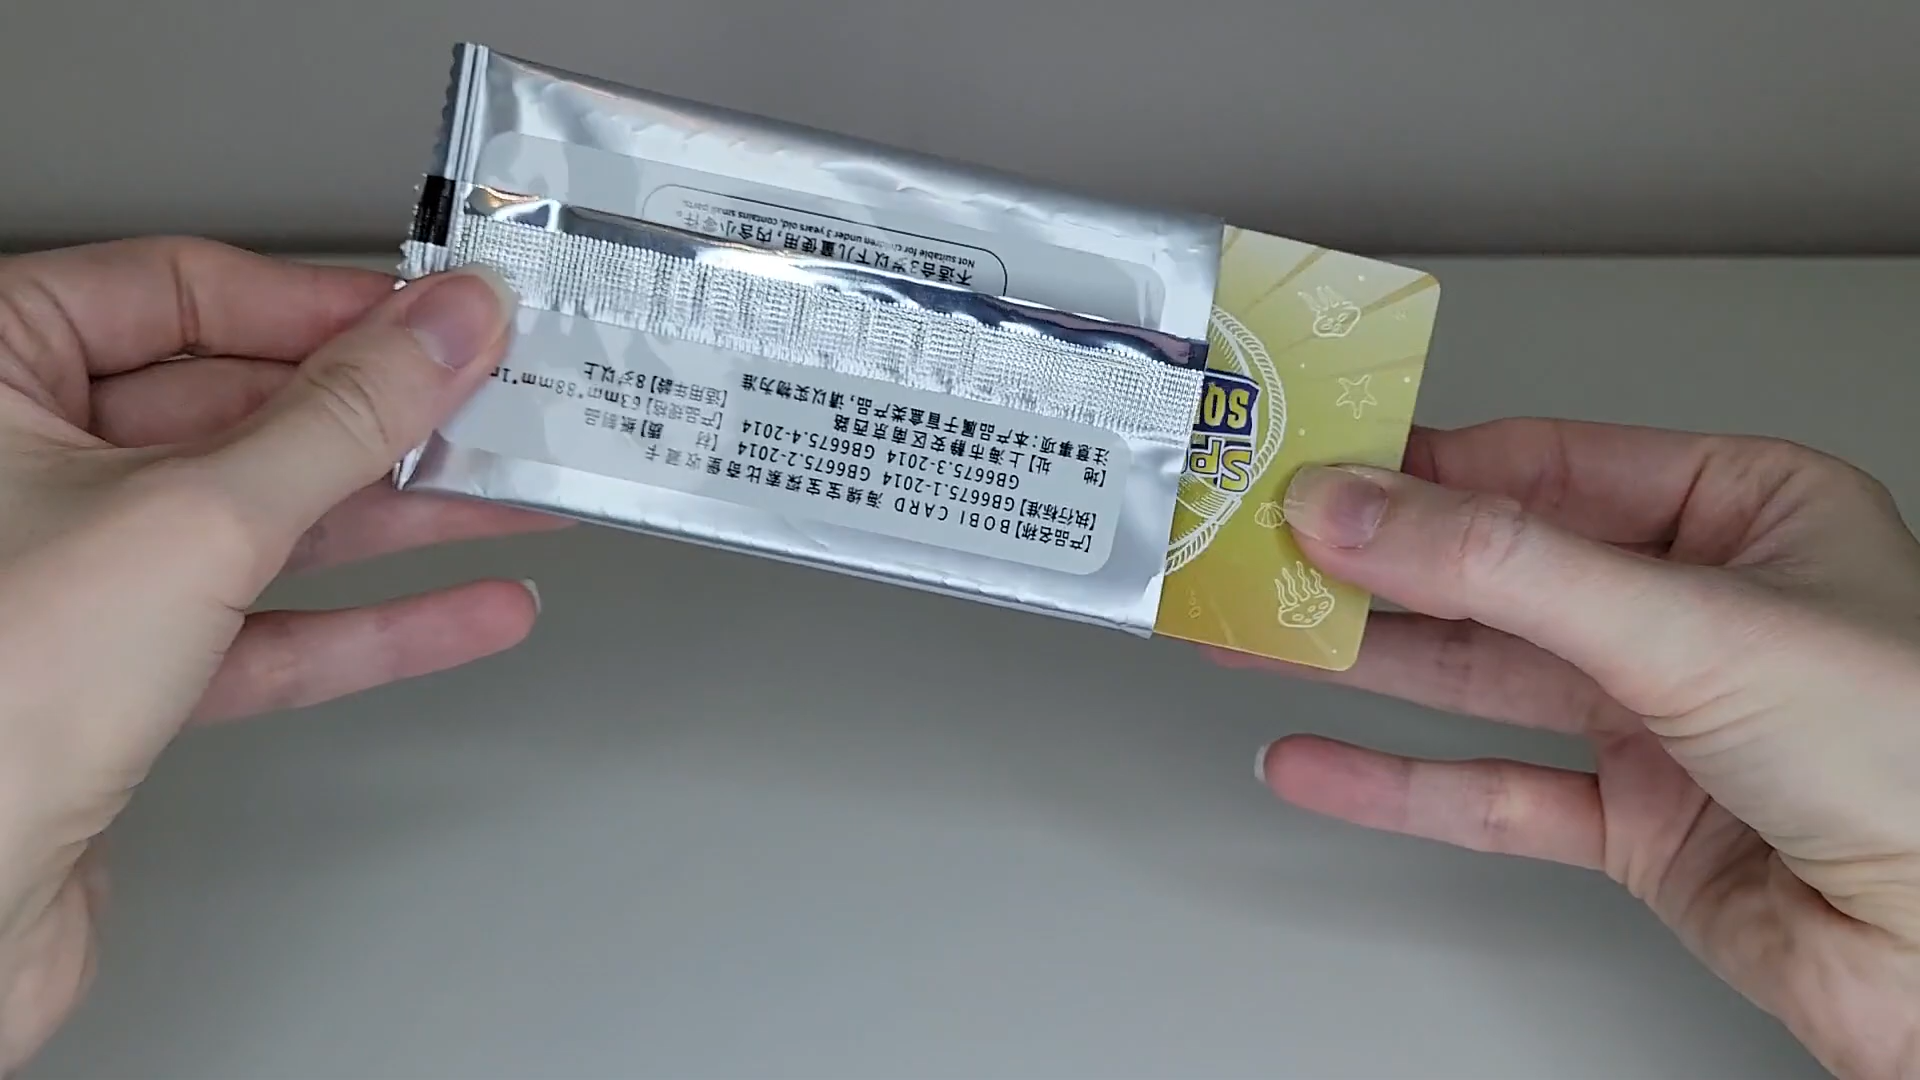 【产品名称】BOBI CARD 海绵宝宝探索比奇堡收藏卡
【执行标准】GB6675.1-2014 GB6675.2-2014
GB6675.3-2014 GB6675.4-2014
【地 址】上海市静安区南京西路
注意事项：本产品属于盲盒类产品，请以实物为准
【材 质】纸制品
【产品规格】63mm*88mm*1
【适用年龄】8岁以上
不适合3岁以下儿童使用，内含小零件。
Not suitable for children under 3 years old, contains small parts.
Sp
SQ